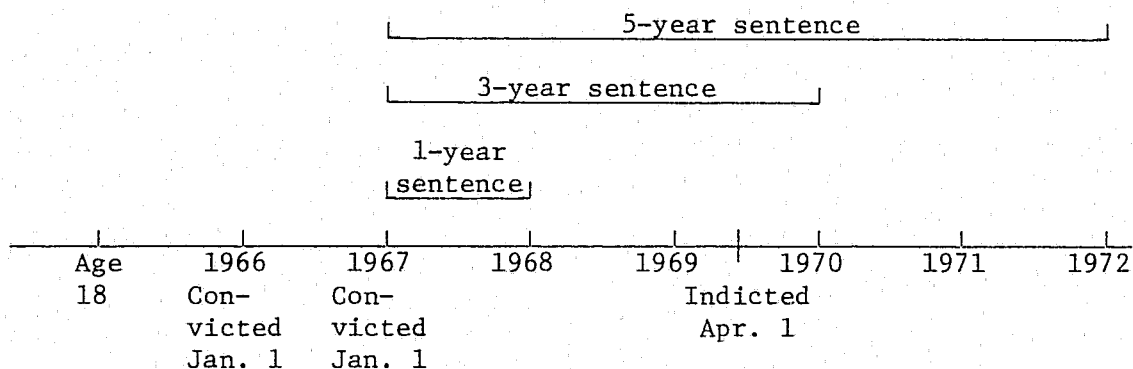 5-year sentence
3-year sentence
1-year
sentence
Age 1966 1967 1968 1969 1970 1971 1972
18 Con- Con- Indicted
victed victed Apr. 1
Jan. 1 Jan. 1